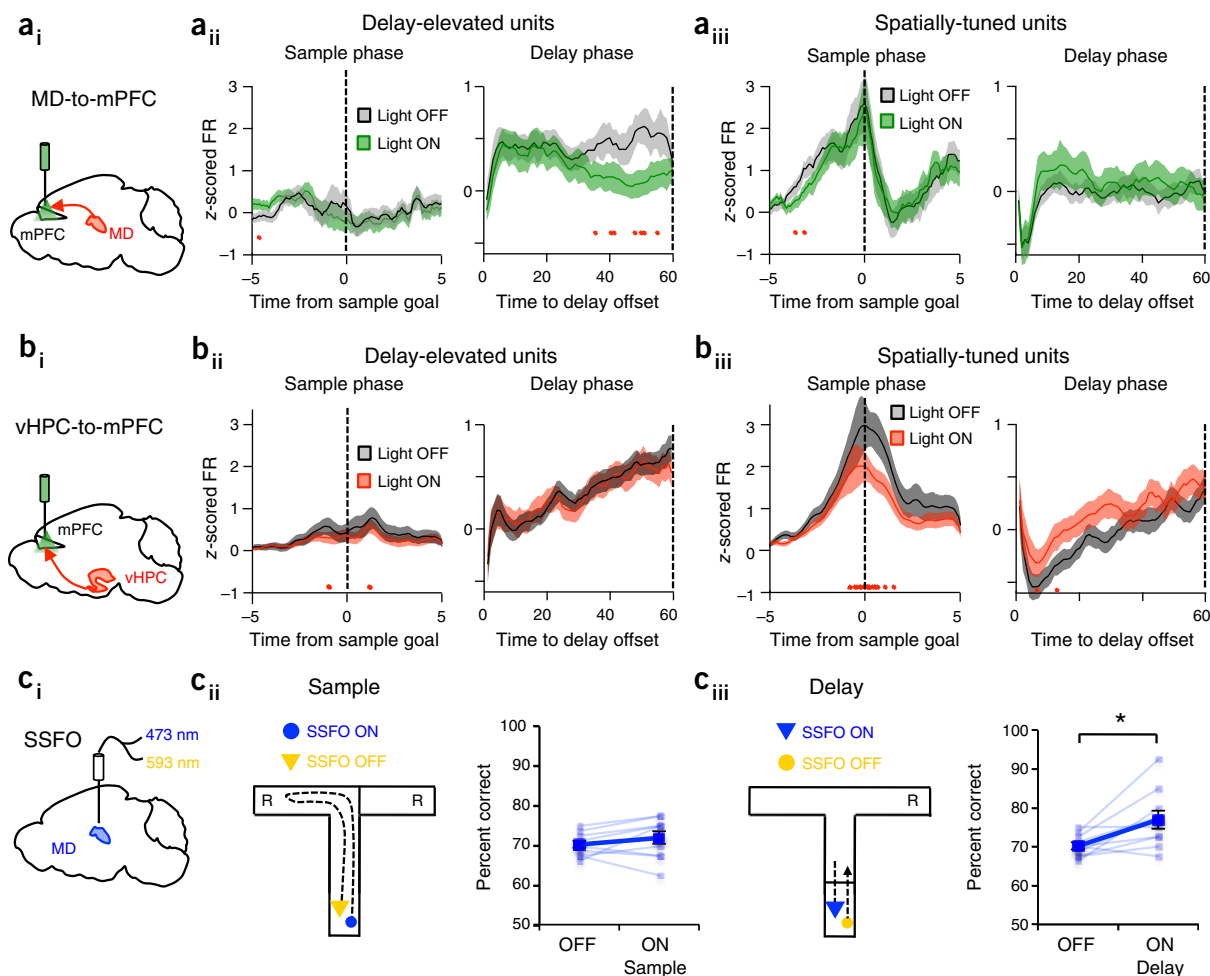 a i
a ii
Delay-elevated units
a iii
Spatially-tuned units
Sample phase
Delay phase
Sample phase
Delay phase
MD-to-mPFC
mPFC
MD
z-scored FR
3
2
1
0
–1
Light OFF
Light ON
–5
0
5
Time from sample goal
1
0
0
20
40
60
Time to delay offset
z-scored FR
3
2
1
0
–1
Light OFF
Light ON
–5
0
5
Time from sample goal
1
0
0
20
40
60
Time to delay offset
b i
b ii
Delay-elevated units
b iii
Spatially-tuned units
Sample phase
Delay phase
Sample phase
Delay phase
vHPC-to-mPFC
mPFC
vHPC
z-scored FR
3
2
1
0
–1
Light OFF
Light ON
–5
0
5
Time from sample goal
1
0
0
20
40
60
Time to delay offset
z-scored FR
3
2
1
0
–1
Light OFF
Light ON
–5
0
5
Time from sample goal
1
0
0
20
40
60
Time to delay offset
c i
c ii
Sample
c iii
Delay
SSFO
473 nm
593 nm
MD
SSFO ON
SSFO OFF
R
R
Percent correct
100
90
80
70
60
50
OFF
ON
Sample
SSFO ON
SSFO OFF
R
Percent correct
100
90
80
70
60
50
*
OFF
ON
Delay